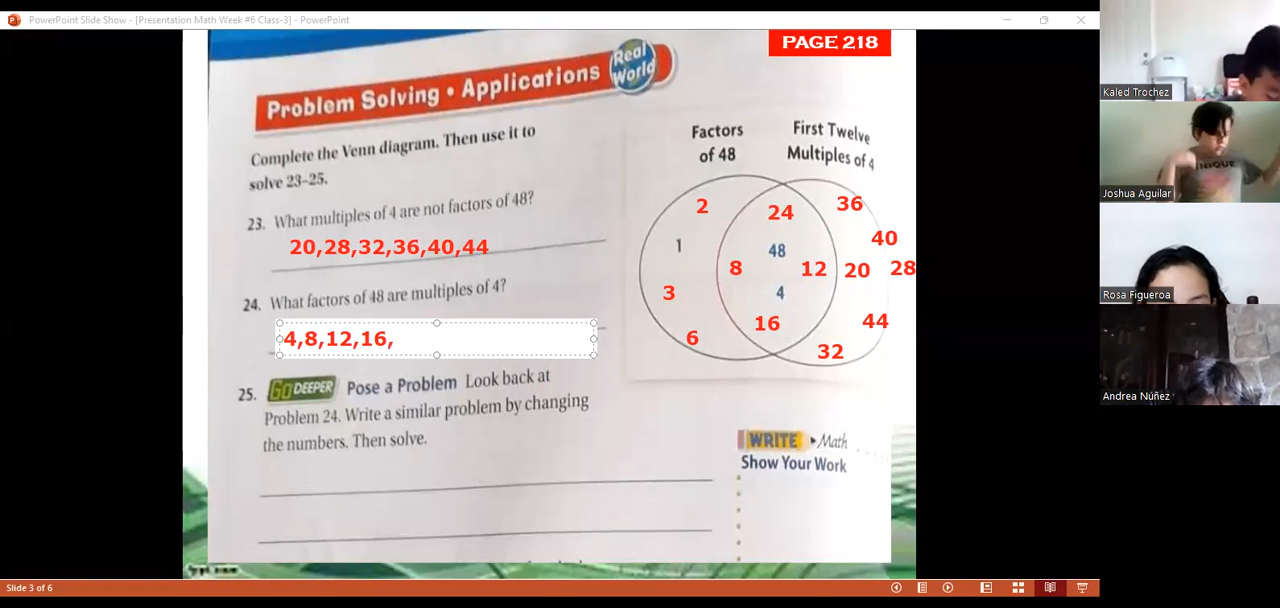 PowerPoint Slide Show - [Presentation Math Week #6 Class-3] - PowerPoint
PAGE 218
Problem Solving • Applications
Real World
Complete the Venn diagram. Then use it to
solve 23–25.
23. What multiples of 4 are not factors of 48?
20,28,32,36,40,44
24. What factors of 48 are multiples of 4?
4,8,12,16,
25. GO DEEPER Pose a Problem Look back at
Problem 24. Write a similar problem by changing
the numbers. Then solve.
Factors
of 48
First Twelve
Multiples of 4
2
24
36
1
48
40
8
12
20
28
3
4
6
16
44
32
WRITE ▸ Math
Show Your Work
Kaled Trochez
Joshua Aguilar
Rosa Figueroa
Andrea Núñez
Slide 3 of 6